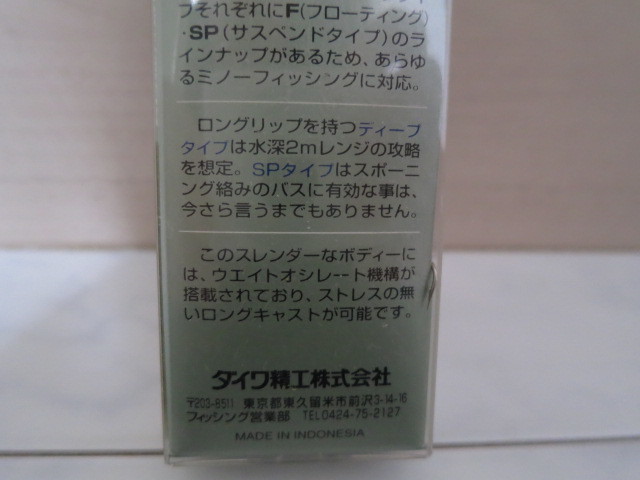 プそれぞれにF(フローティング)
・SP(サスペンドタイプ)のラ
インナップがあるため、あらゆ
るミノーフィッシングに対応。
ロングリップを持つディープ
タイプは水深2mレンジの攻略
を想定。SPタイプはスポーニ
ング絡みのバスに有効な事は、
今さら言うまでもありません。
このスレンダーなボディーに
は、ウエイトオシレート機構が
搭載されており、ストレスの無
いロングキャストが可能です。
ダイワ精工株式会社
〒203-8511 東京都東久留米市前沢3-14-16
フィッシング営業部 TEL0424-75-2127
MADE IN INDONESIA